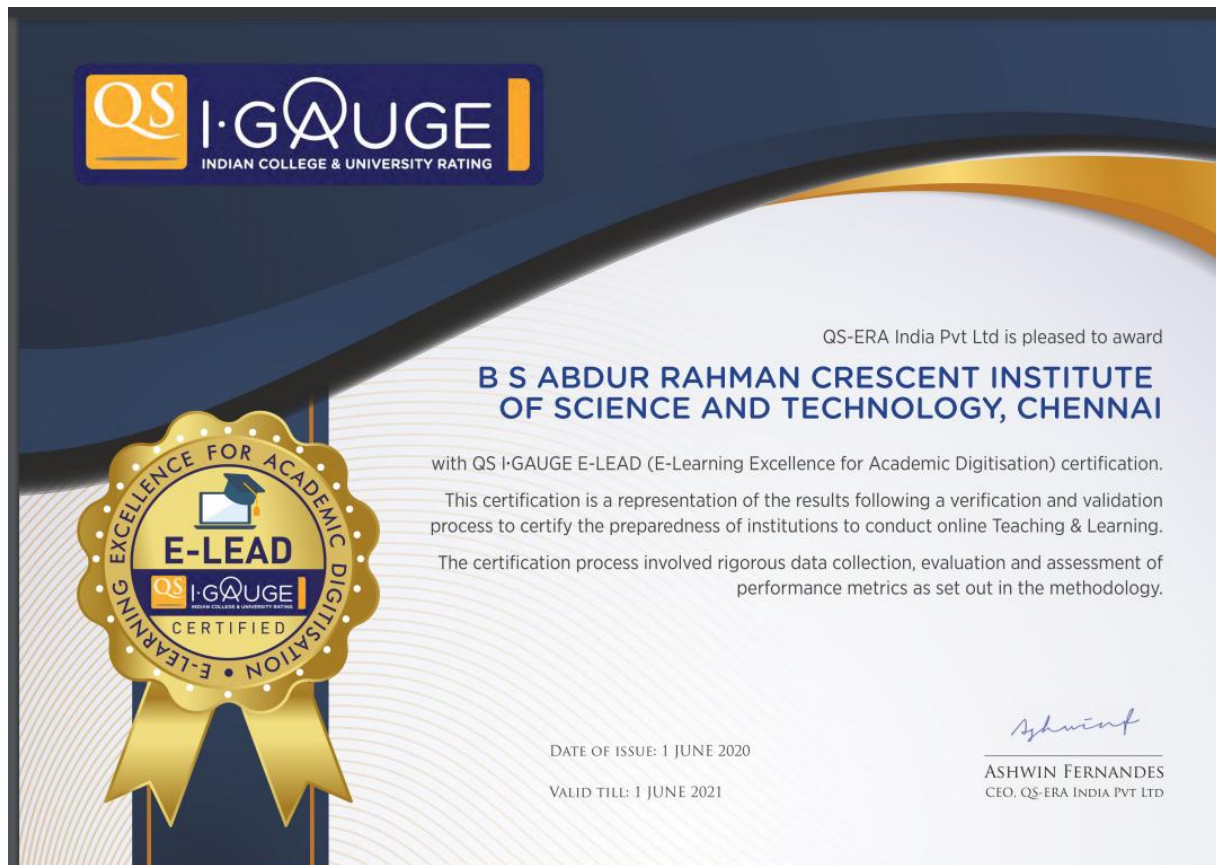 QS I·GAUGE
INDIAN COLLEGE & UNIVERSITY RATING
QS-ERA India Pvt Ltd is pleased to award
B S ABDUR RAHMAN CRESCENT INSTITUTE
OF SCIENCE AND TECHNOLOGY, CHENNAI
with QS I·GAUGE E-LEAD (E-Learning Excellence for Academic Digitisation) certification.
This certification is a representation of the results following a verification and validation
process to certify the preparedness of institutions to conduct online Teaching & Learning.
The certification process involved rigorous data collection, evaluation and assessment of
performance metrics as set out in the methodology.
E-LEARNING EXCELLENCE FOR ACADEMIC DIGITISATION •
E-LEAD
QS I·GAUGE
INDIAN COLLEGE & UNIVERSITY RATING
CERTIFIED
Ashwinf
DATE OF ISSUE: 1 JUNE 2020
VALID TILL: 1 JUNE 2021
ASHWIN FERNANDES
CEO, QS-ERA INDIA PVT LTD